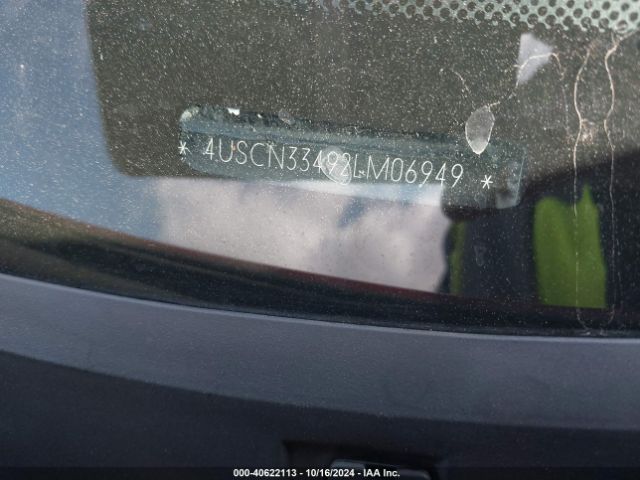 * 4USCN33492LM06949 *
000-40622113 - 10/16/2024 - IAA Inc.